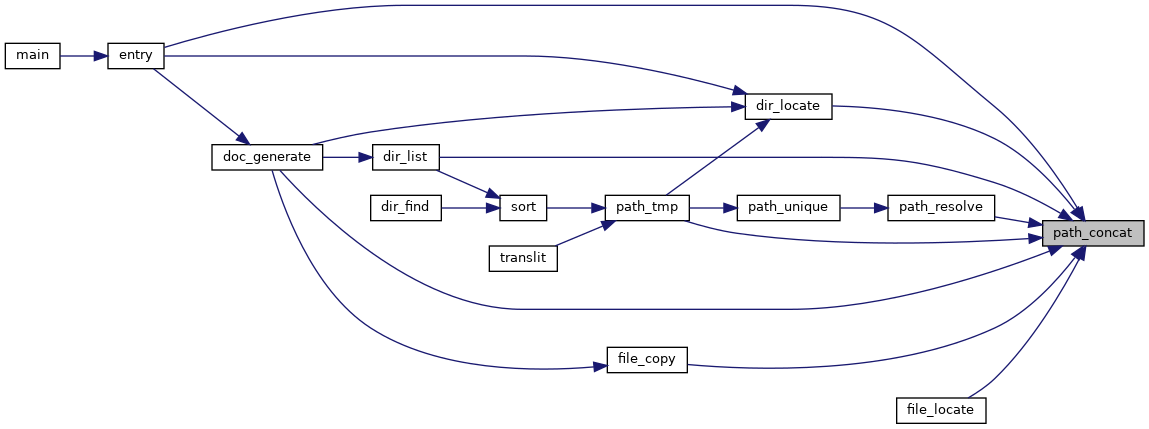 main
entry
dir_locate
doc_generate
dir_list
dir_find
sort
path_tmp
path_unique
path_resolve
path_concat
translit
file_copy
file_locate